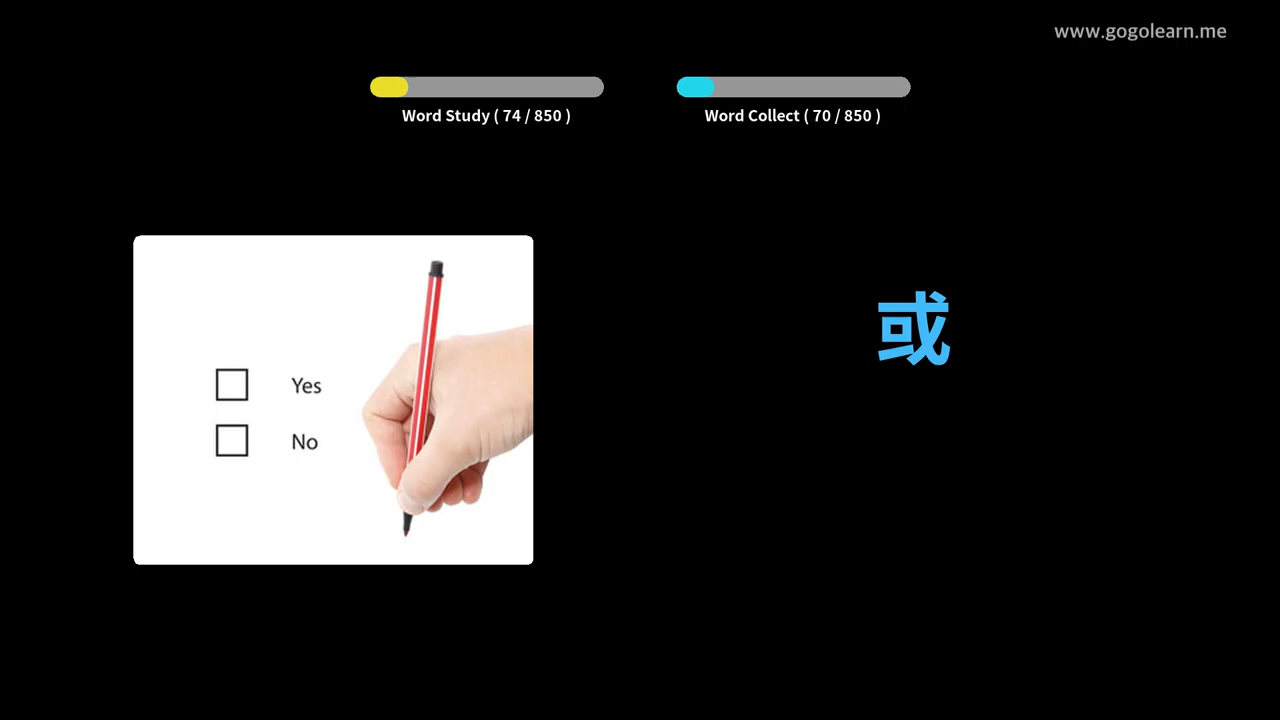 www.gogolearn.me
Word Study ( 74 / 850 )
Word Collect ( 70 / 850 )
Yes
No
或